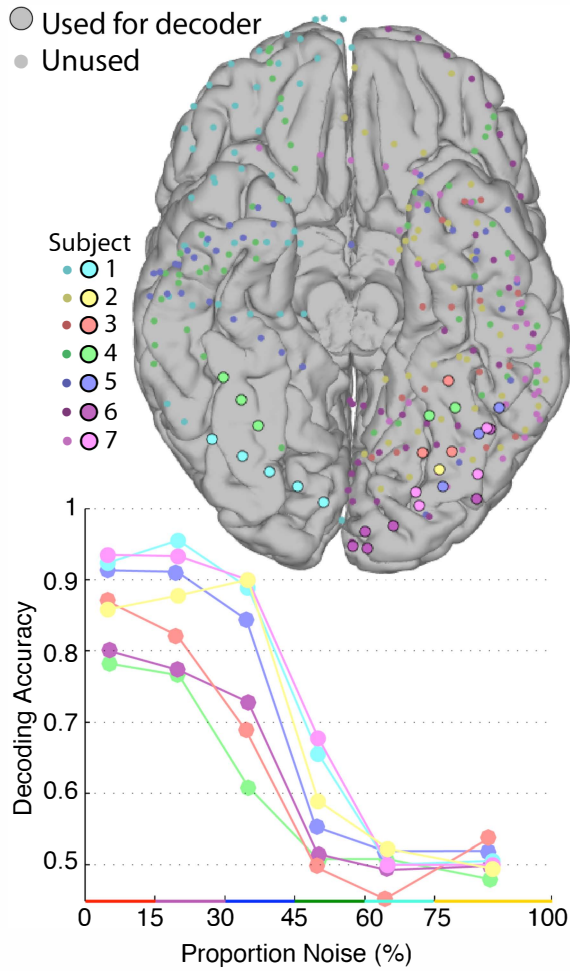 Used for decoder
Unused
Subject
1
2
3
4
5
6
7
1
0.9
0.8
0.7
0.6
0.5
Decoding Accuracy
0 15 30 45 60 75 100
Proportion Noise (%)